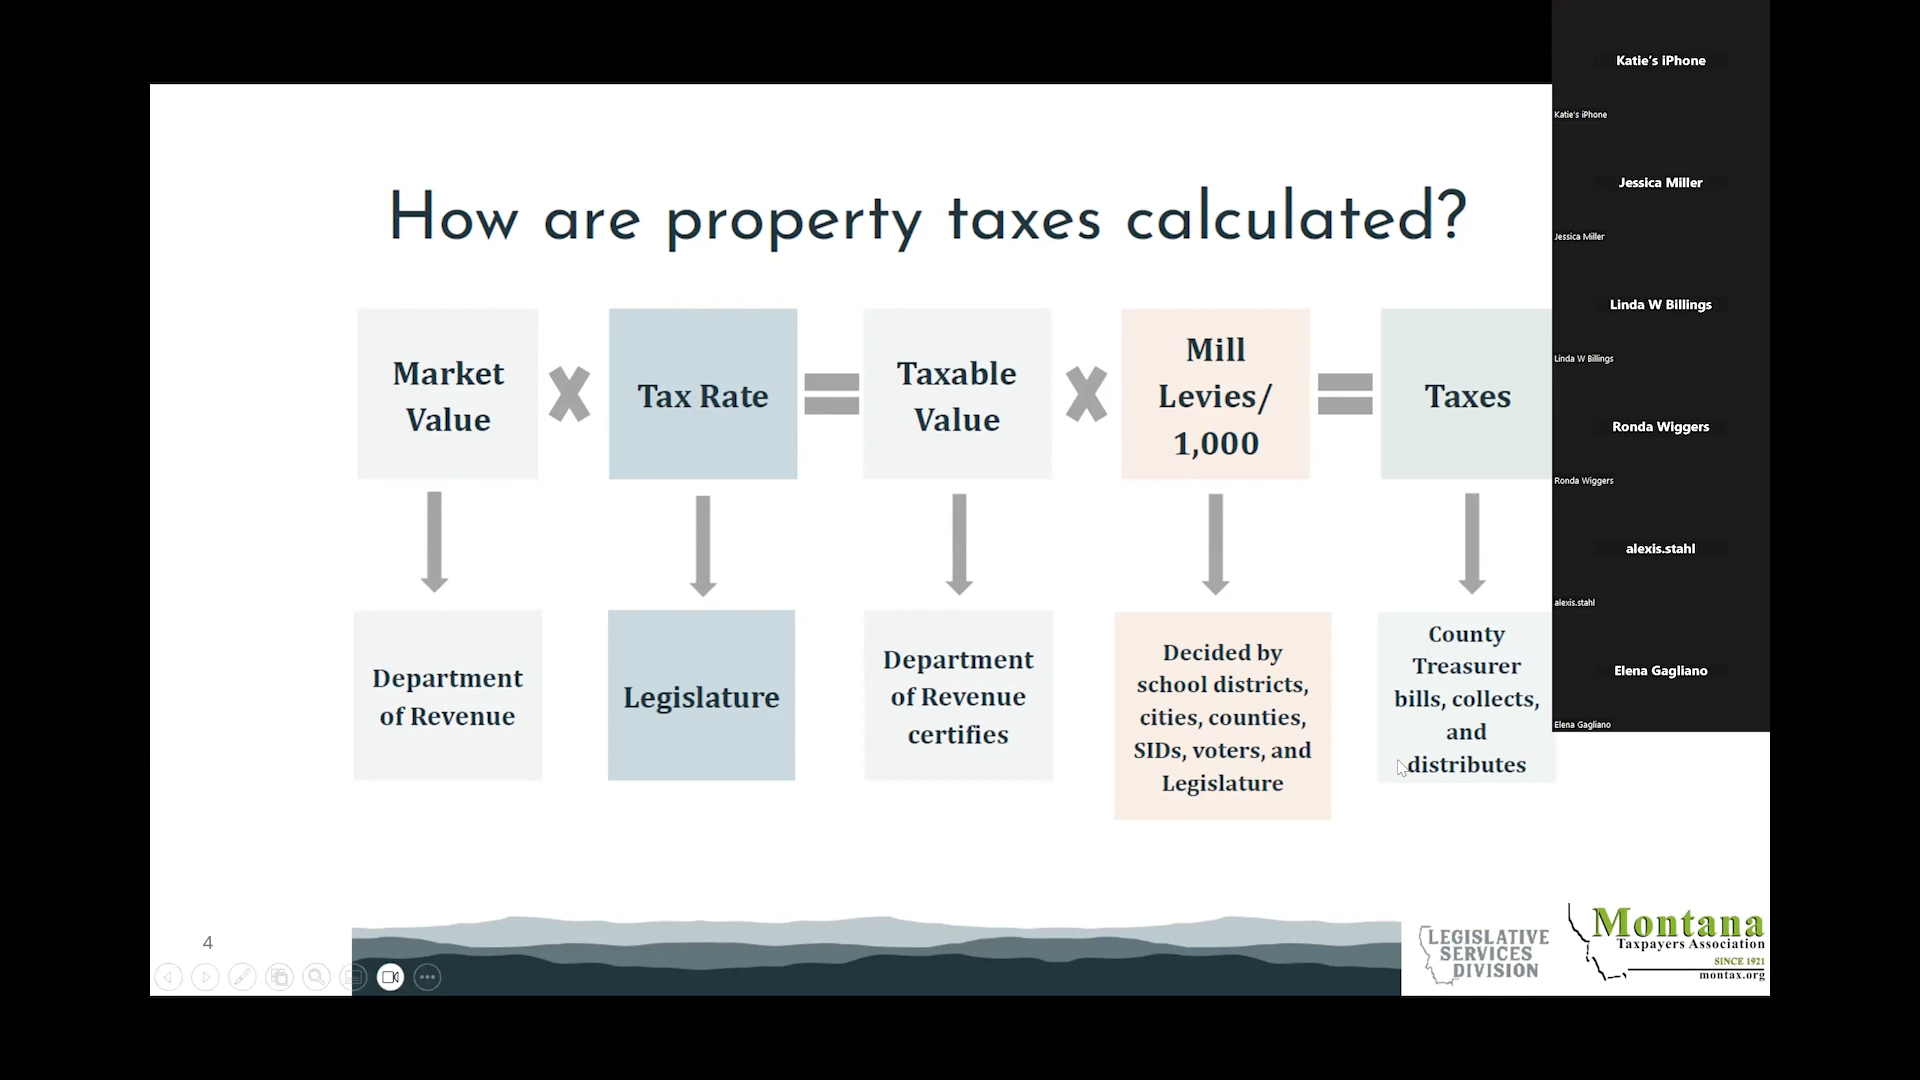 How are property taxes calculated?
Market
Value
Tax Rate
Taxable
Value
Mill
Levies/
1,000
Taxes
Department
of Revenue
Legislature
Department
of Revenue
certifies
Decided by
school districts,
cities, counties,
SIDs, voters, and
Legislature
County
Treasurer
bills, collects,
and
distributes
4
LEGISLATIVE
SERVICES
DIVISION
Montana
Taxpayers Association
SINCE 1921
montax.org
Katie's iPhone
Katie's iPhone
Jessica Miller
Jessica Miller
Linda W Billings
Linda W Billings
Ronda Wiggers
Ronda Wiggers
alexis.stahl
alexis.stahl
Elena Gagliano
Elena Gagliano